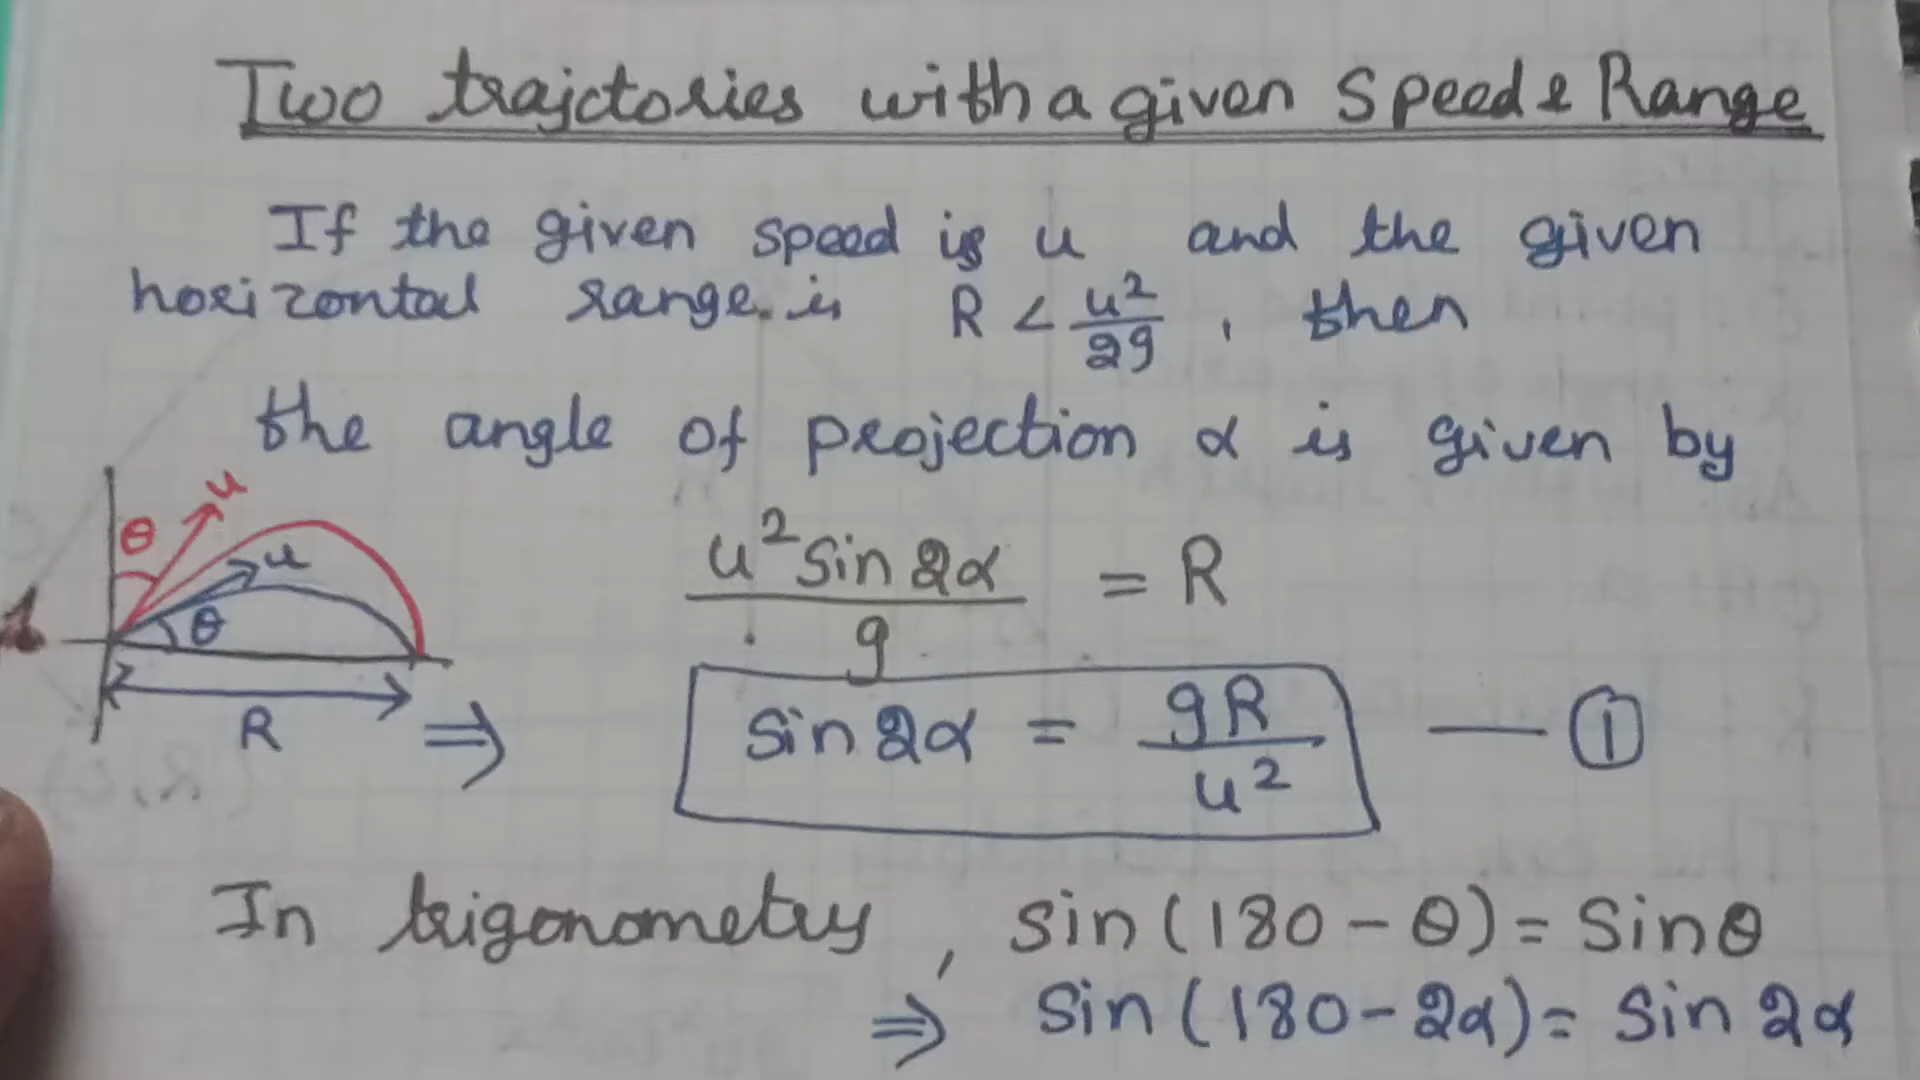 Two trajctories with a given speed & Range
If the given speed is u and the given
horizontal range is R < u²/2g , then
the angle of projection α is given by
θ u
u
θ
R
u² sin 2α / g = R
⇒ sin 2α = gR / u² — ①
In trigonometry, sin(180 - θ) = sin θ
⇒ sin(180 - 2α) = sin 2α